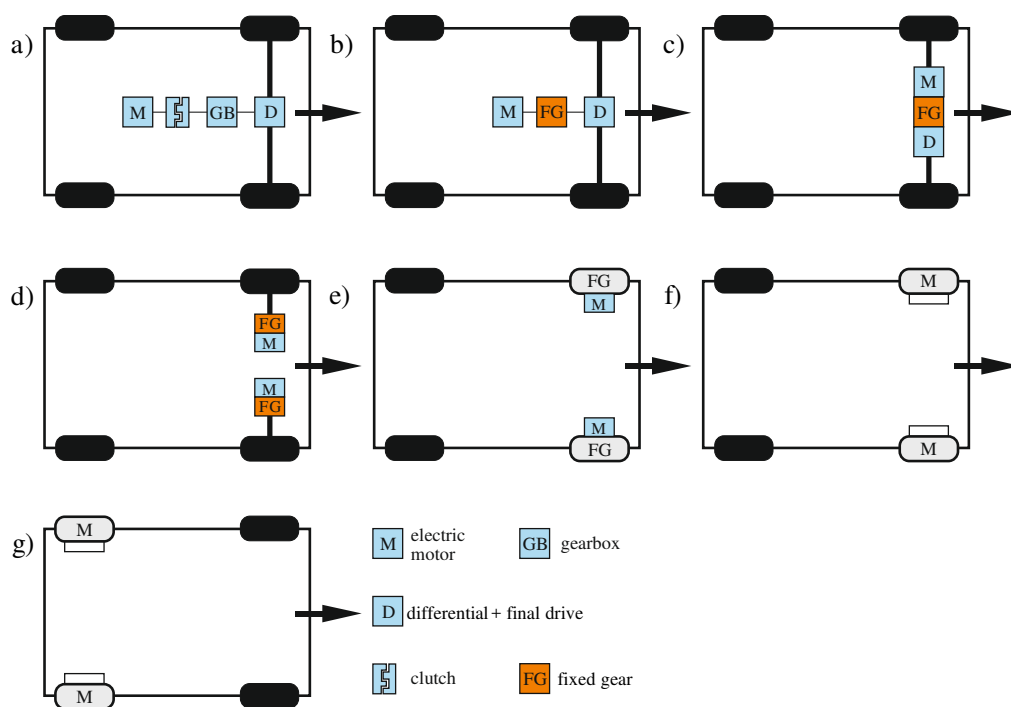 a)
M
GB
D
b)
M
FG
D
c)
M
FG
D
d)
FG
M
M
FG
e)
FG
M
M
FG
f)
M
M
g)
M
M
M electric
motor
GB gearbox
D differential + final drive
clutch
FG fixed gear